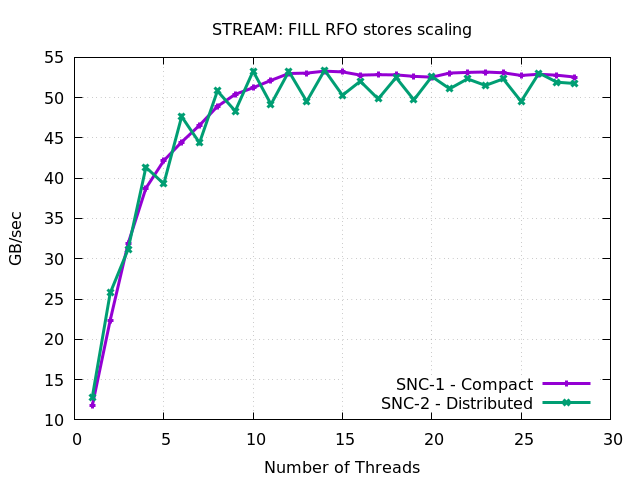 STREAM: FILL RFO stores scaling
55
50
45
40
35
30
25
20
15
10
GB/sec
SNC-1 - Compact
SNC-2 - Distributed
0 5 10 15 20 25 30
Number of Threads